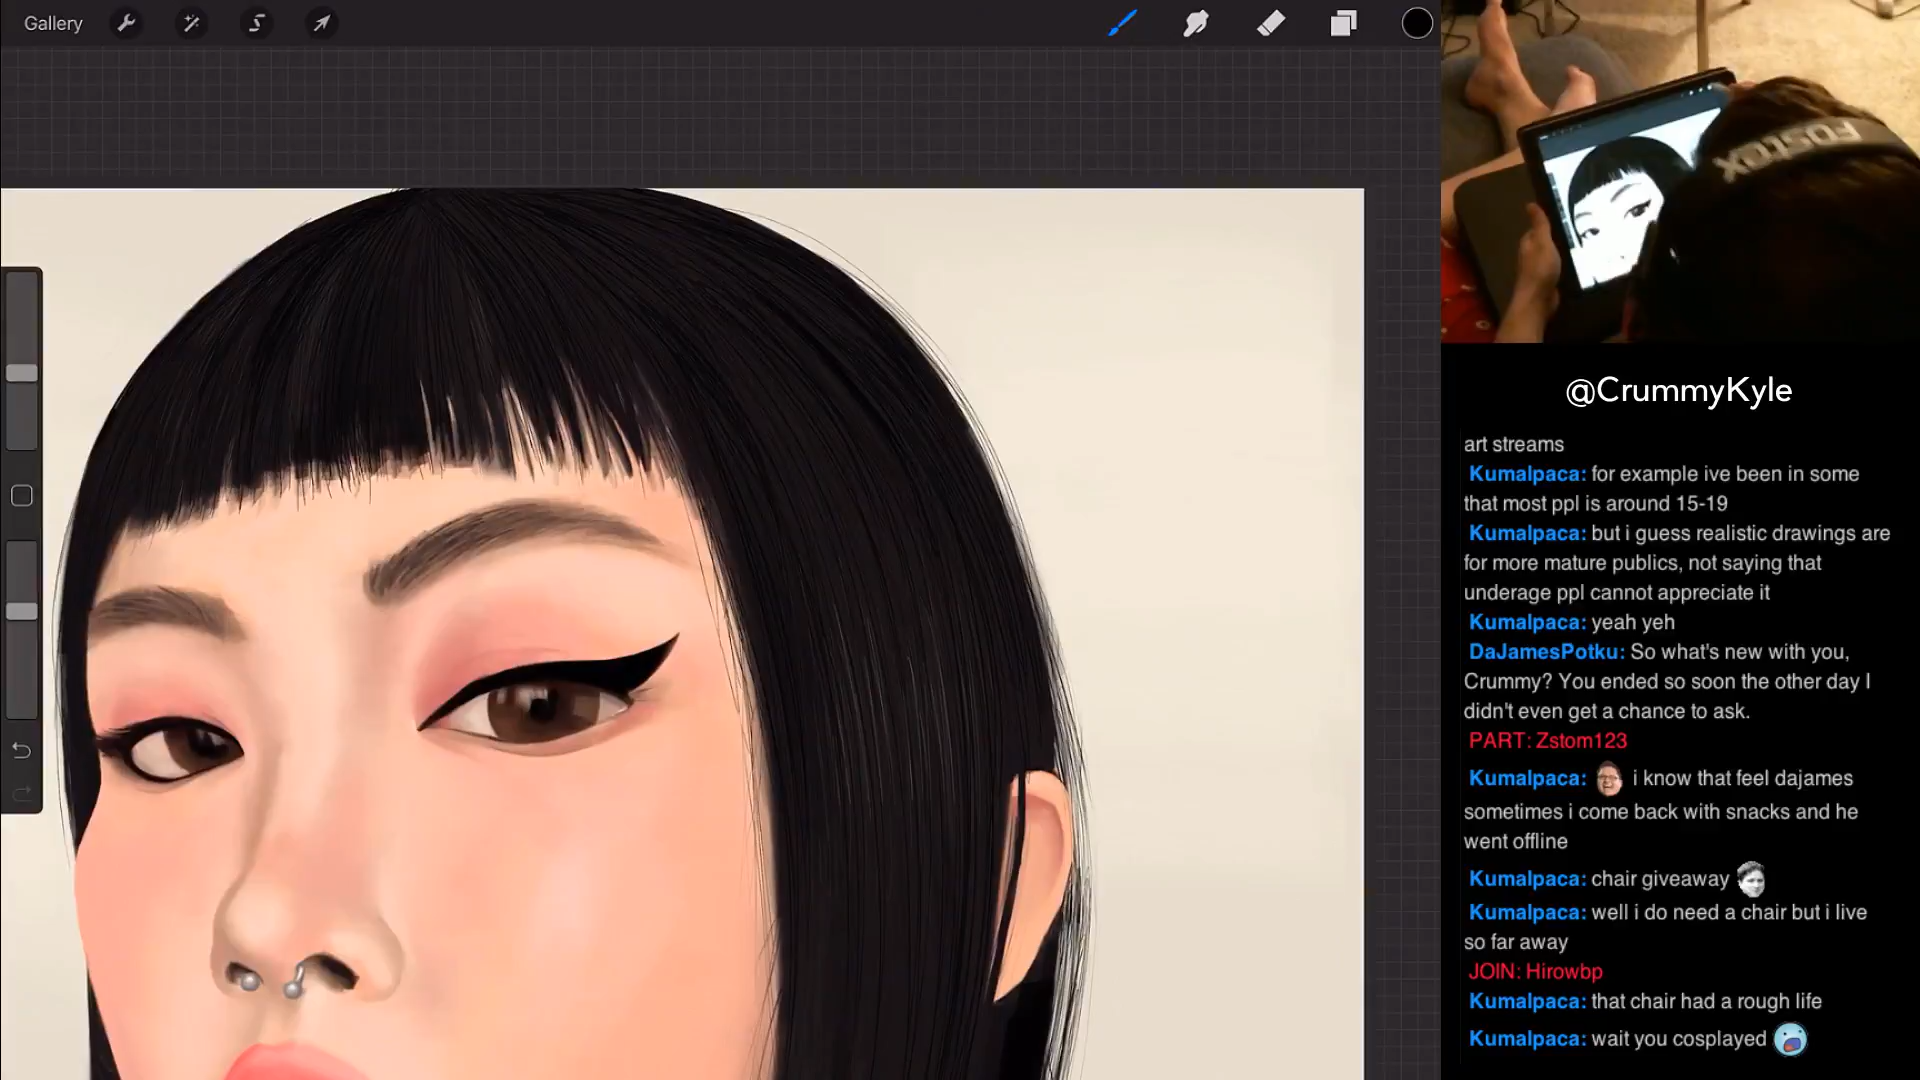 Gallery
Fostex
@CrummyKyle
art streams
Kumalpaca: for example ive been in some
that most ppl is around 15-19
Kumalpaca: but i guess realistic drawings are
for more mature publics, not saying that
underage ppl cannot appreciate it
Kumalpaca: yeah yeh
DaJamesPotku: So what's new with you,
Crummy? You ended so soon the other day I
didn't even get a chance to ask.
PART: Zstom123
Kumalpaca: i know that feel dajames
sometimes i come back with snacks and he
went offline
Kumalpaca: chair giveaway
Kumalpaca: well i do need a chair but i live
so far away
JOIN: Hirowbp
Kumalpaca: that chair had a rough life
Kumalpaca: wait you cosplayed